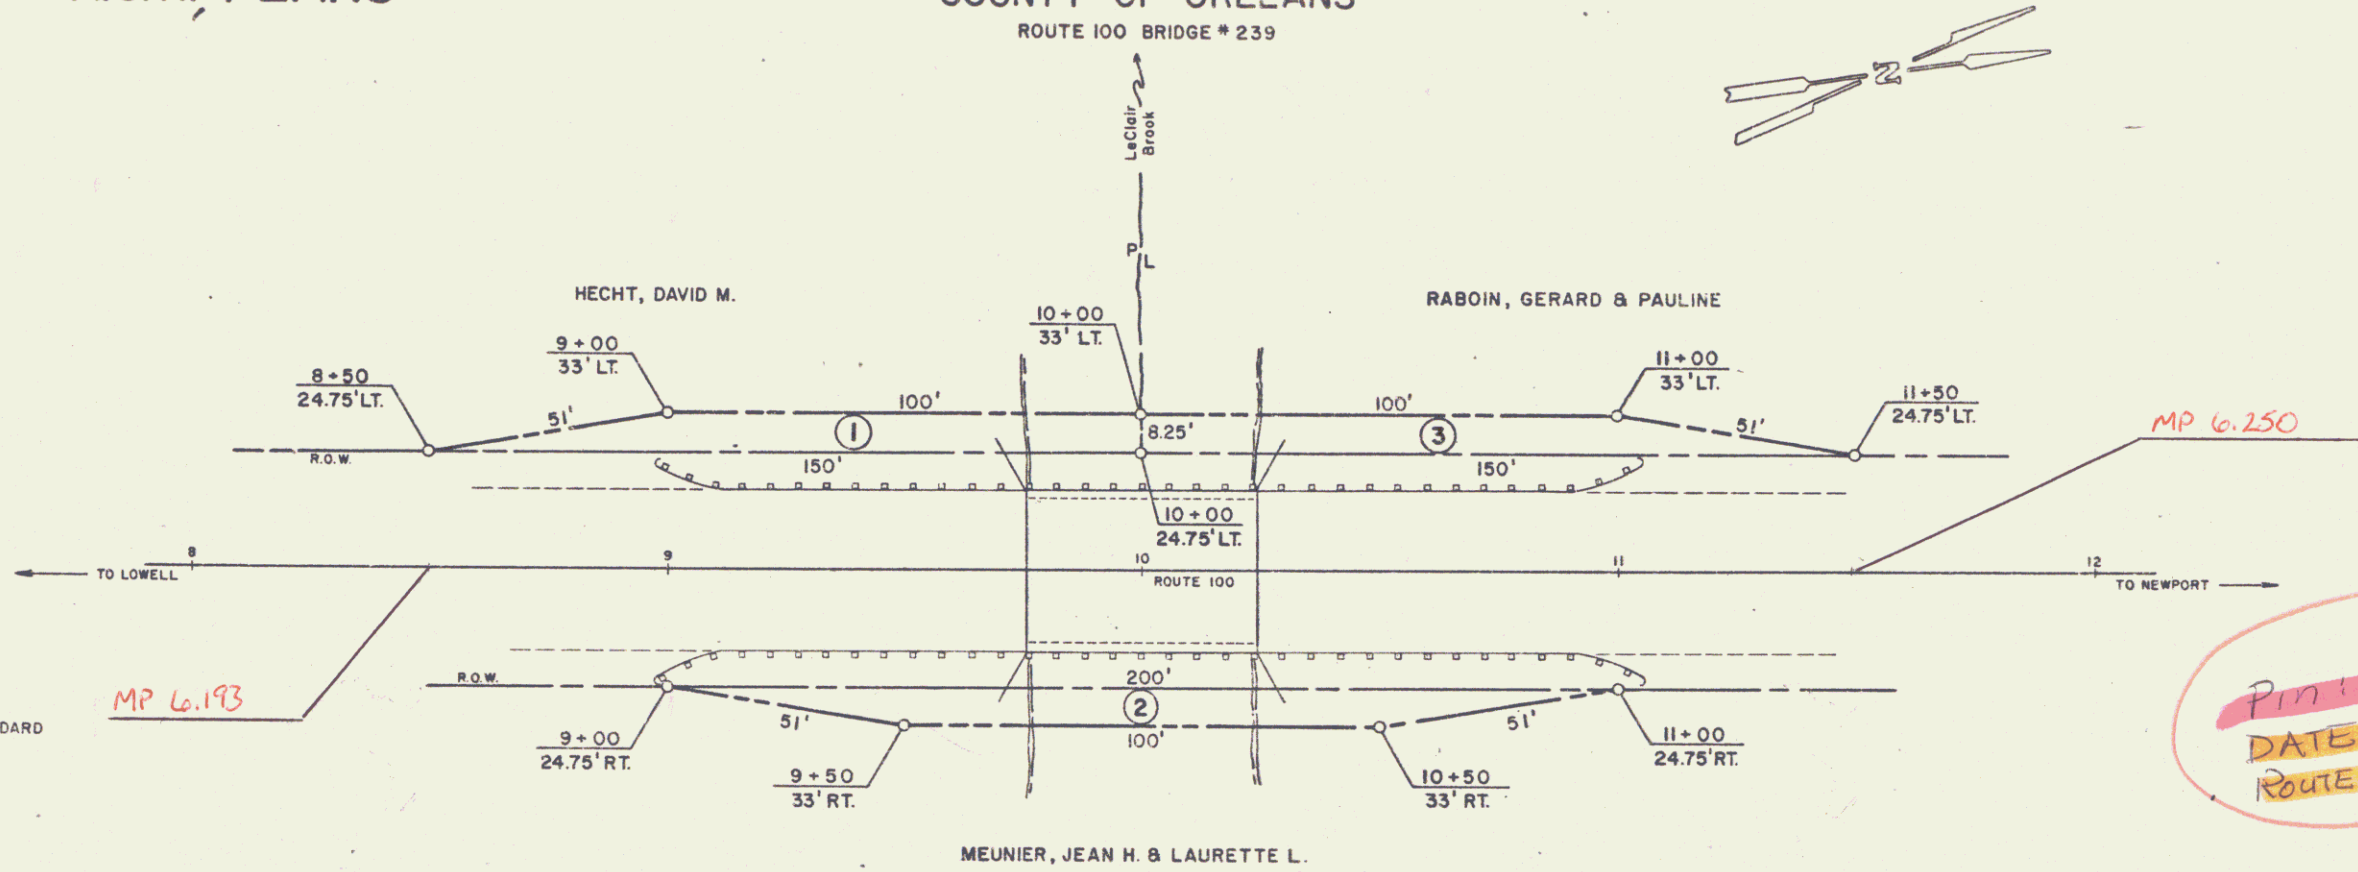 COUNTY OF ORLEANS
ROUTE 100 BRIDGE # 239
N
LeClair
Brook
P
L
HECHT, DAVID M.
RABOIN, GERARD & PAULINE
8+50
24.75' LT.
9+00
33' LT.
10+00
33' LT.
11+00
33' LT.
11+50
24.75' LT.
MP 6.250
51'
100'
100'
51'
1
8.25'
3
R.O.W.
150'
150'
10+00
24.75' LT.
8
9
10
11
12
TO LOWELL
ROUTE 100
TO NEWPORT
R.O.W.
200'
MP 6.193
51'
2
51'
100'
DARD
9+00
24.75' RT.
9+50
33' RT.
10+50
33' RT.
11+00
24.75' RT.
DATE
ROUTE
MEUNIER, JEAN H. & LAURETTE L.